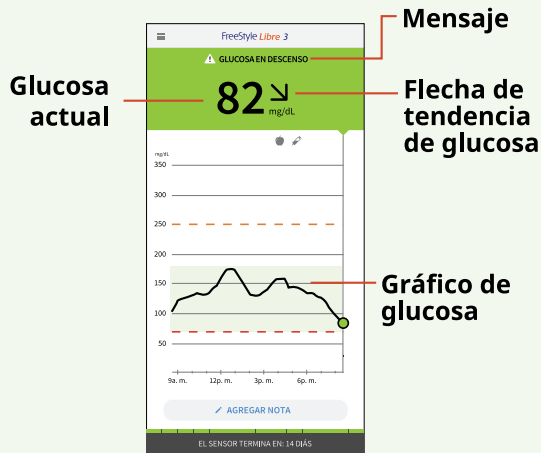 Mensaje
FreeStyle Libre 3
GLUCOSA EN DESCENSO
Glucosa
actual
82
mg/dL
Flecha de
tendencia
de glucosa
mg/dL
350
300
250
200
150
100
50
Gráfico de
glucosa
9a. m. 12p. m. 3p. m. 6p. m.
AGREGAR NOTA
EL SENSOR TERMINA EN: 14 DIÁS